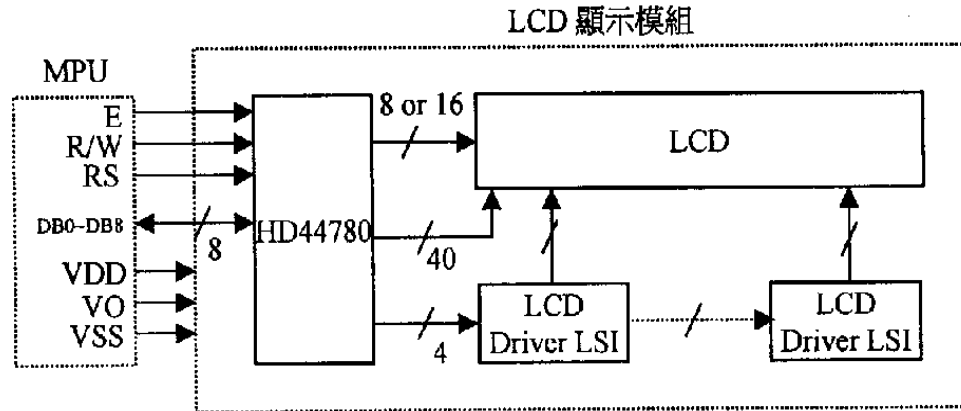 LCD 顯示模組
MPU
E
R/W
RS
DB0~DB8
VDD
VO
VSS
8
HD44780
8 or 16
40
4
LCD
LCD
Driver LSI
LCD
Driver LSI